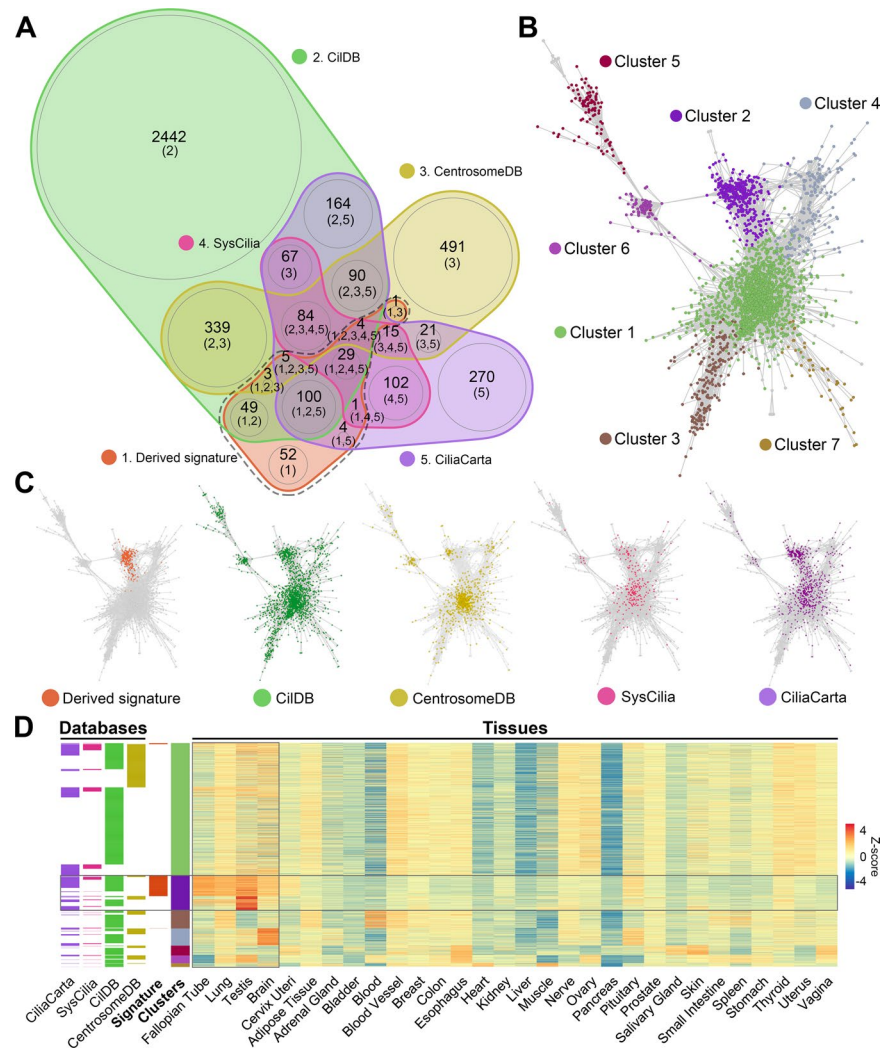 A
2. CilDB
2442
(2)
3. CentrosomeDB
164
(2,5)
4. SysCilia
67
(3)
491
(3)
90
(2,3,5)
1
(1,3)
339
(2,3)
84
(2,3,4,5)
4
(1,2,3,4,5)
15
(3,4,5)
21
(3,5)
5
(1,2,3,5)
29
(1,2,4,5)
3
(1,2,3)
102
(4,5)
270
(5)
49
(1,2)
100
(1,2,5)
1
(1,4,5)
4
(1,5)
52
(1)
1. Derived signature
5. CiliaCarta
B
Cluster 5
Cluster 4
Cluster 2
Cluster 6
Cluster 1
Cluster 3
Cluster 7
C
Derived signature
CilDB
CentrosomeDB
SysCilia
CiliaCarta
D
Databases
Tissues
4
2
0
-2
-4
Z-score
CiliaCarta
SysCilia
CilDB
CentrosomeDB
Signature
Clusters
Fallopian Tube
Lung
Testis
Brain
Cervix Uteri
Adipose Tissue
Adrenal Gland
Bladder
Blood
Blood Vessel
Breast
Colon
Esophagus
Heart
Kidney
Liver
Muscle
Nerve
Ovary
Pancreas
Pituitary
Prostate
Salivary Gland
Skin
Small Intestine
Spleen
Stomach
Thyroid
Uterus
Vagina